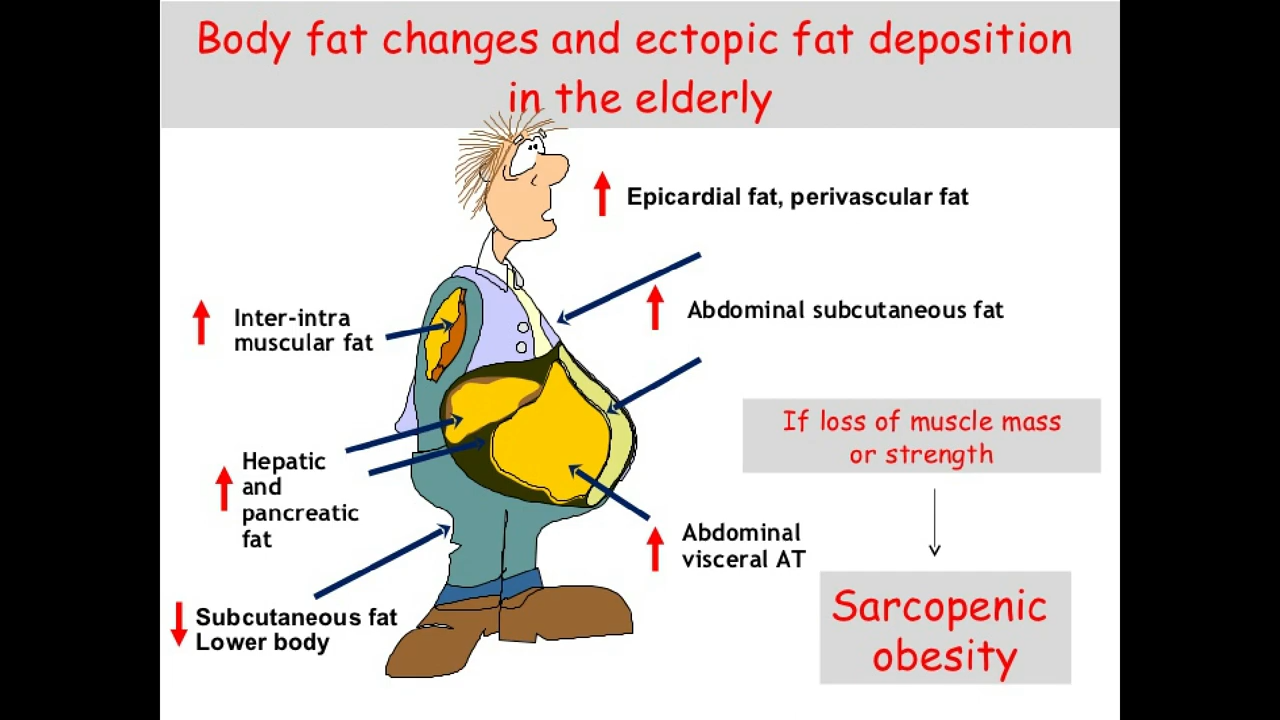 Body fat changes and ectopic fat deposition
in the elderly
Epicardial fat, perivascular fat
Inter-intra
muscular fat
Abdominal subcutaneous fat
If loss of muscle mass
or strength
Hepatic
and
pancreatic
fat
Abdominal
visceral AT
Subcutaneous fat
Lower body
Sarcopenic
obesity